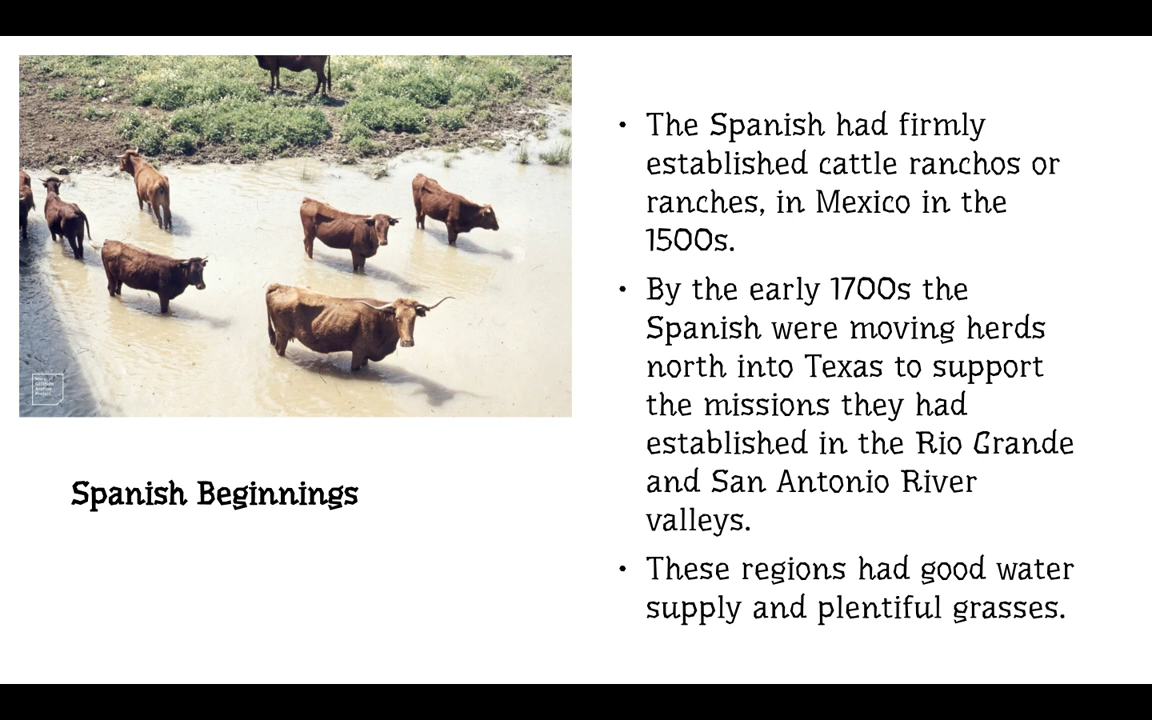 Spanish Beginnings
• The Spanish had firmly
established cattle ranchos or
ranches, in Mexico in the
1500s.
• By the early 1700s the
Spanish were moving herds
north into Texas to support
the missions they had
established in the Rio Grande
and San Antonio River
valleys.
• These regions had good water
supply and plentiful grasses.